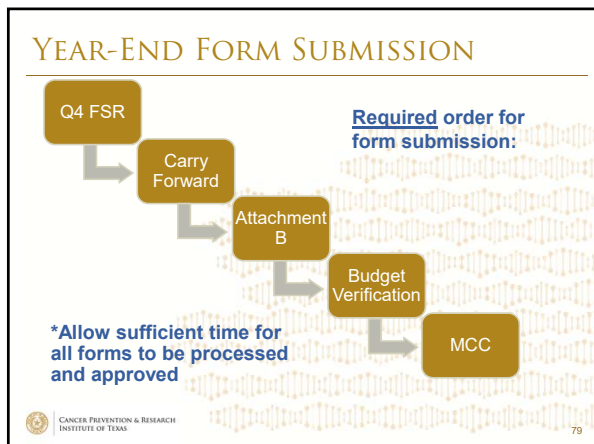 YEAR-END FORM SUBMISSION
Q4 FSR
Required order for
form submission:
Carry
Forward
Attachment
B
Budget
Verification
MCC
*Allow sufficient time for
all forms to be processed
and approved
CANCER PREVENTION & RESEARCH
INSTITUTE OF TEXAS
79